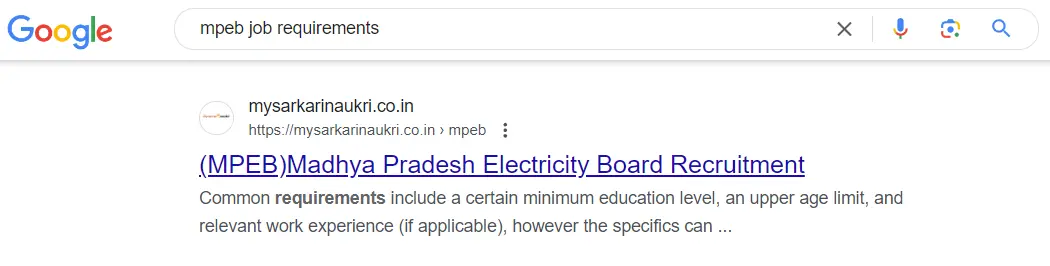 Google
mpeb job requirements
mysarkarinaukri.co.in
https://mysarkarinaukri.co.in › mpeb
(MPEB)Madhya Pradesh Electricity Board Recruitment
Common requirements include a certain minimum education level, an upper age limit, and
relevant work experience (if applicable), however the specifics can ...